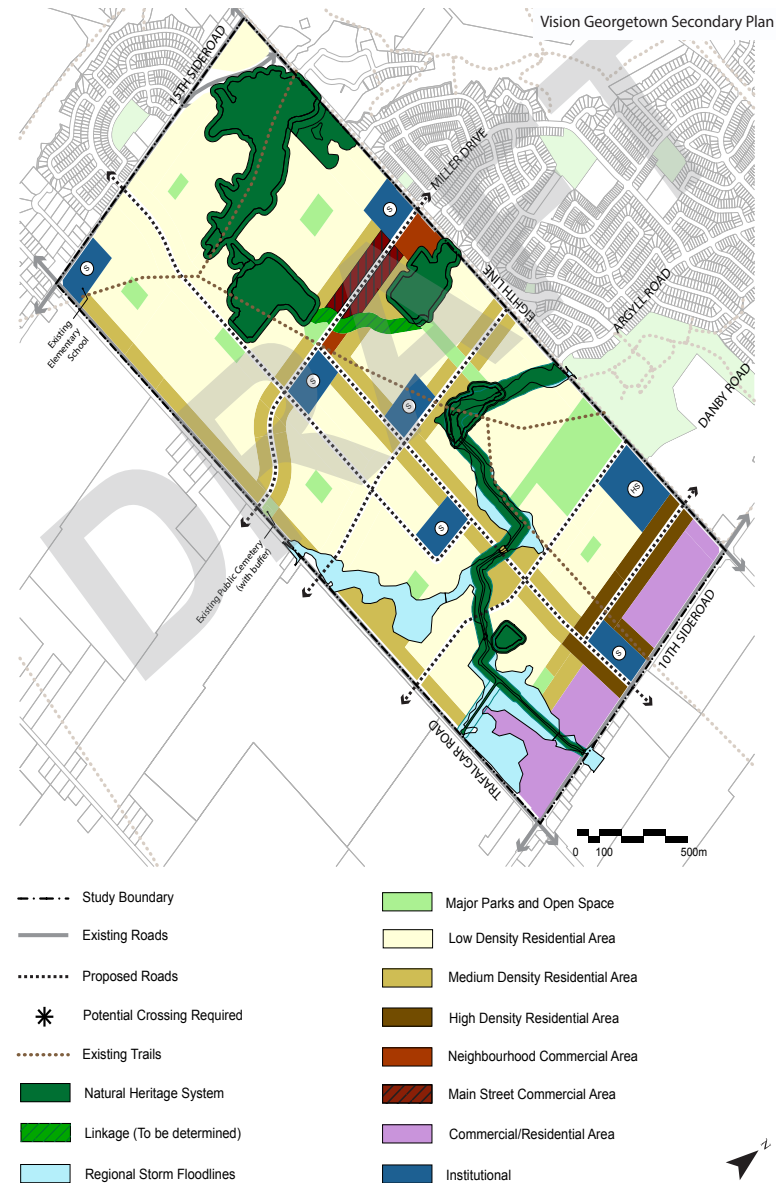 Vision Georgetown Secondary Plan
15TH SIDEROAD
MILLER DRIVE
S
S
EIGHTH LINE
ARGYLL ROAD
Existing
Elementary
School
DANBY ROAD
S
S
HS
S
Existing Public Cemetery
(with buffer)
S
10TH SIDEROAD
TRAFALGAR ROAD
DRAFT
0 100 500m
Study Boundary
Existing Roads
Proposed Roads
Potential Crossing Required
Existing Trails
Natural Heritage System
Linkage (To be determined)
Regional Storm Floodlines
Major Parks and Open Space
Low Density Residential Area
Medium Density Residential Area
High Density Residential Area
Neighbourhood Commercial Area
Main Street Commercial Area
Commercial/Residential Area
Institutional
N